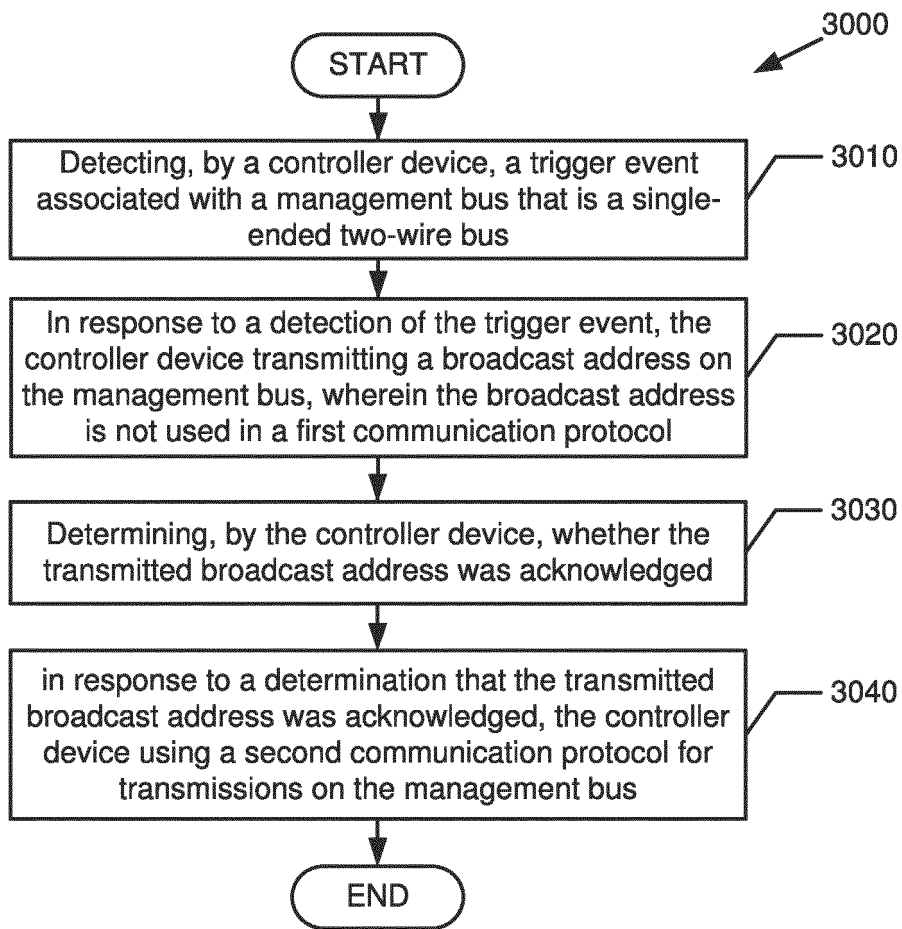 3000
START
Detecting, by a controller device, a trigger event
associated with a management bus that is a single-
ended two-wire bus
3010
In response to a detection of the trigger event, the
controller device transmitting a broadcast address on
the management bus, wherein the broadcast address
is not used in a first communication protocol
3020
Determining, by the controller device, whether the
transmitted broadcast address was acknowledged
3030
in response to a determination that the transmitted
broadcast address was acknowledged, the controller
device using a second communication protocol for
transmissions on the management bus
3040
END